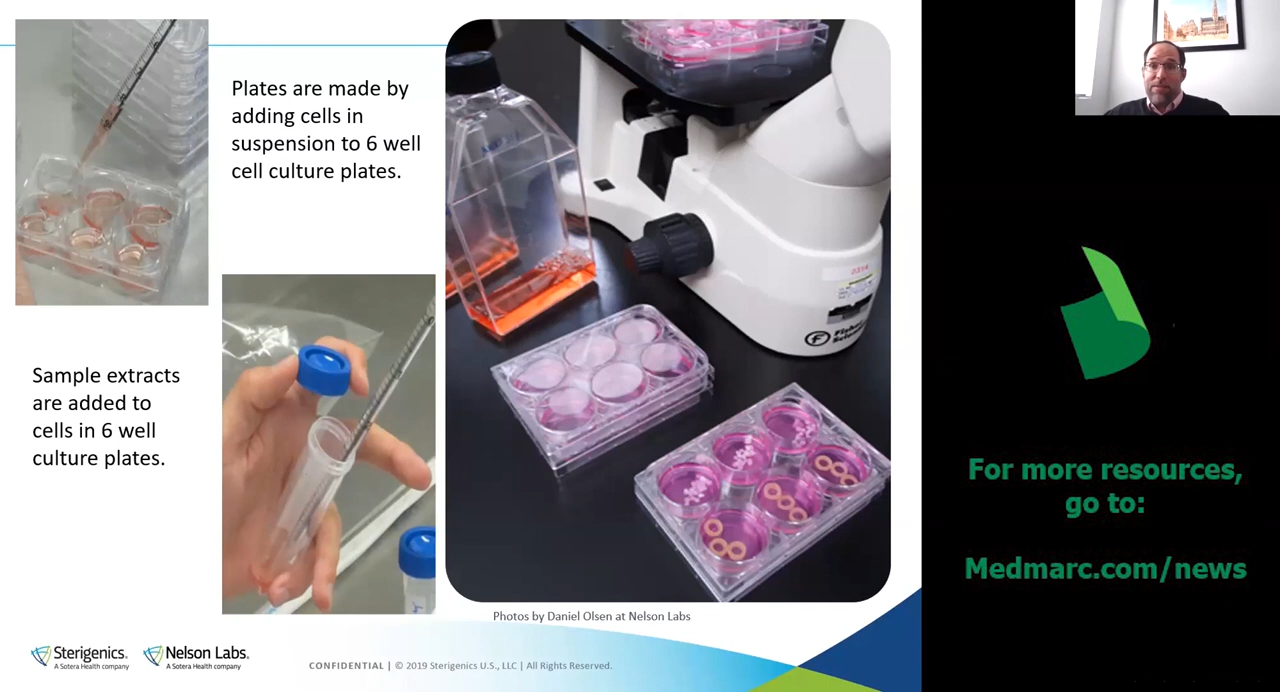 Plates are made by
adding cells in
suspension to 6 well
cell culture plates.
Sample extracts
are added to
cells in 6 well
culture plates.
Fisher
Scientific
Photos by Daniel Olsen at Nelson Labs
Sterigenics.
A Sotera Health company
Nelson Labs.
A Sotera Health company
CONFIDENTIAL | © 2019 Sterigenics U.S., LLC | All Rights Reserved.
For more resources,
go to:
Medmarc.com/news